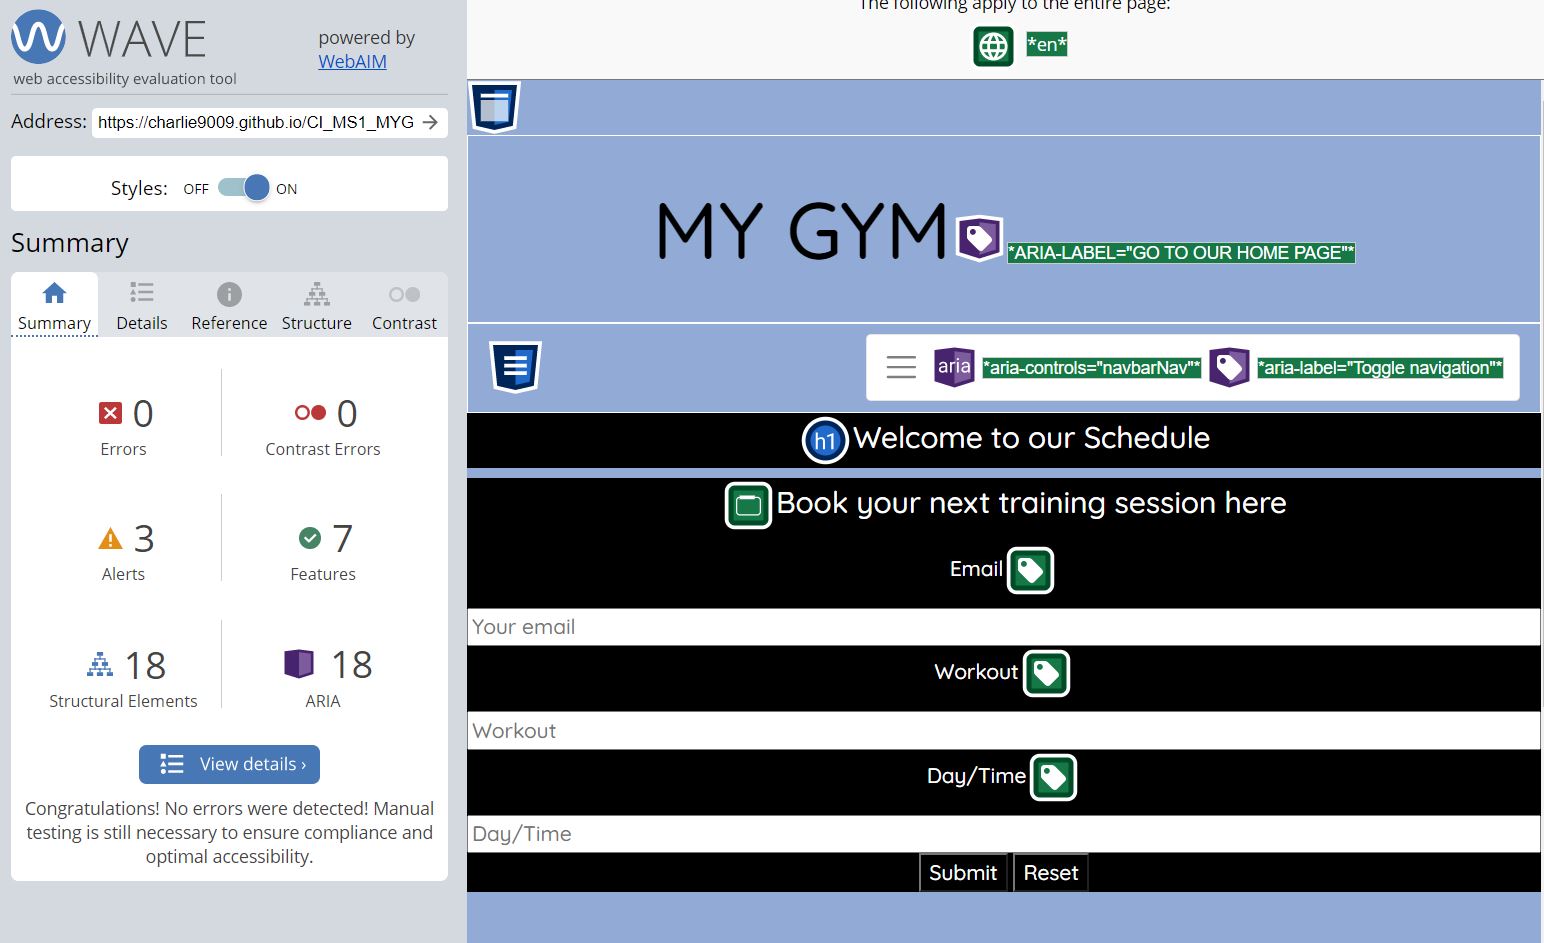 WAVE
powered by
WebAIM
web accessibility evaluation tool
Address: https://charlie9009.github.io/CI_MS1_MYG
Styles: OFF ON
Summary
Summary Details Reference Structure Contrast
0 0
Errors Contrast Errors
3 7
Alerts Features
18 18
Structural Elements ARIA
View details ›
Congratulations! No errors were detected! Manual
testing is still necessary to ensure compliance and
optimal accessibility.
The following apply to the entire page:
*en*
MY GYM *ARIA-LABEL="GO TO OUR HOME PAGE"*
aria *aria-controls="navbarNav"* *aria-label="Toggle navigation"*
h1 Welcome to our Schedule
Book your next training session here
Email
Your email
Workout
Workout
Day/Time
Day/Time
Submit Reset